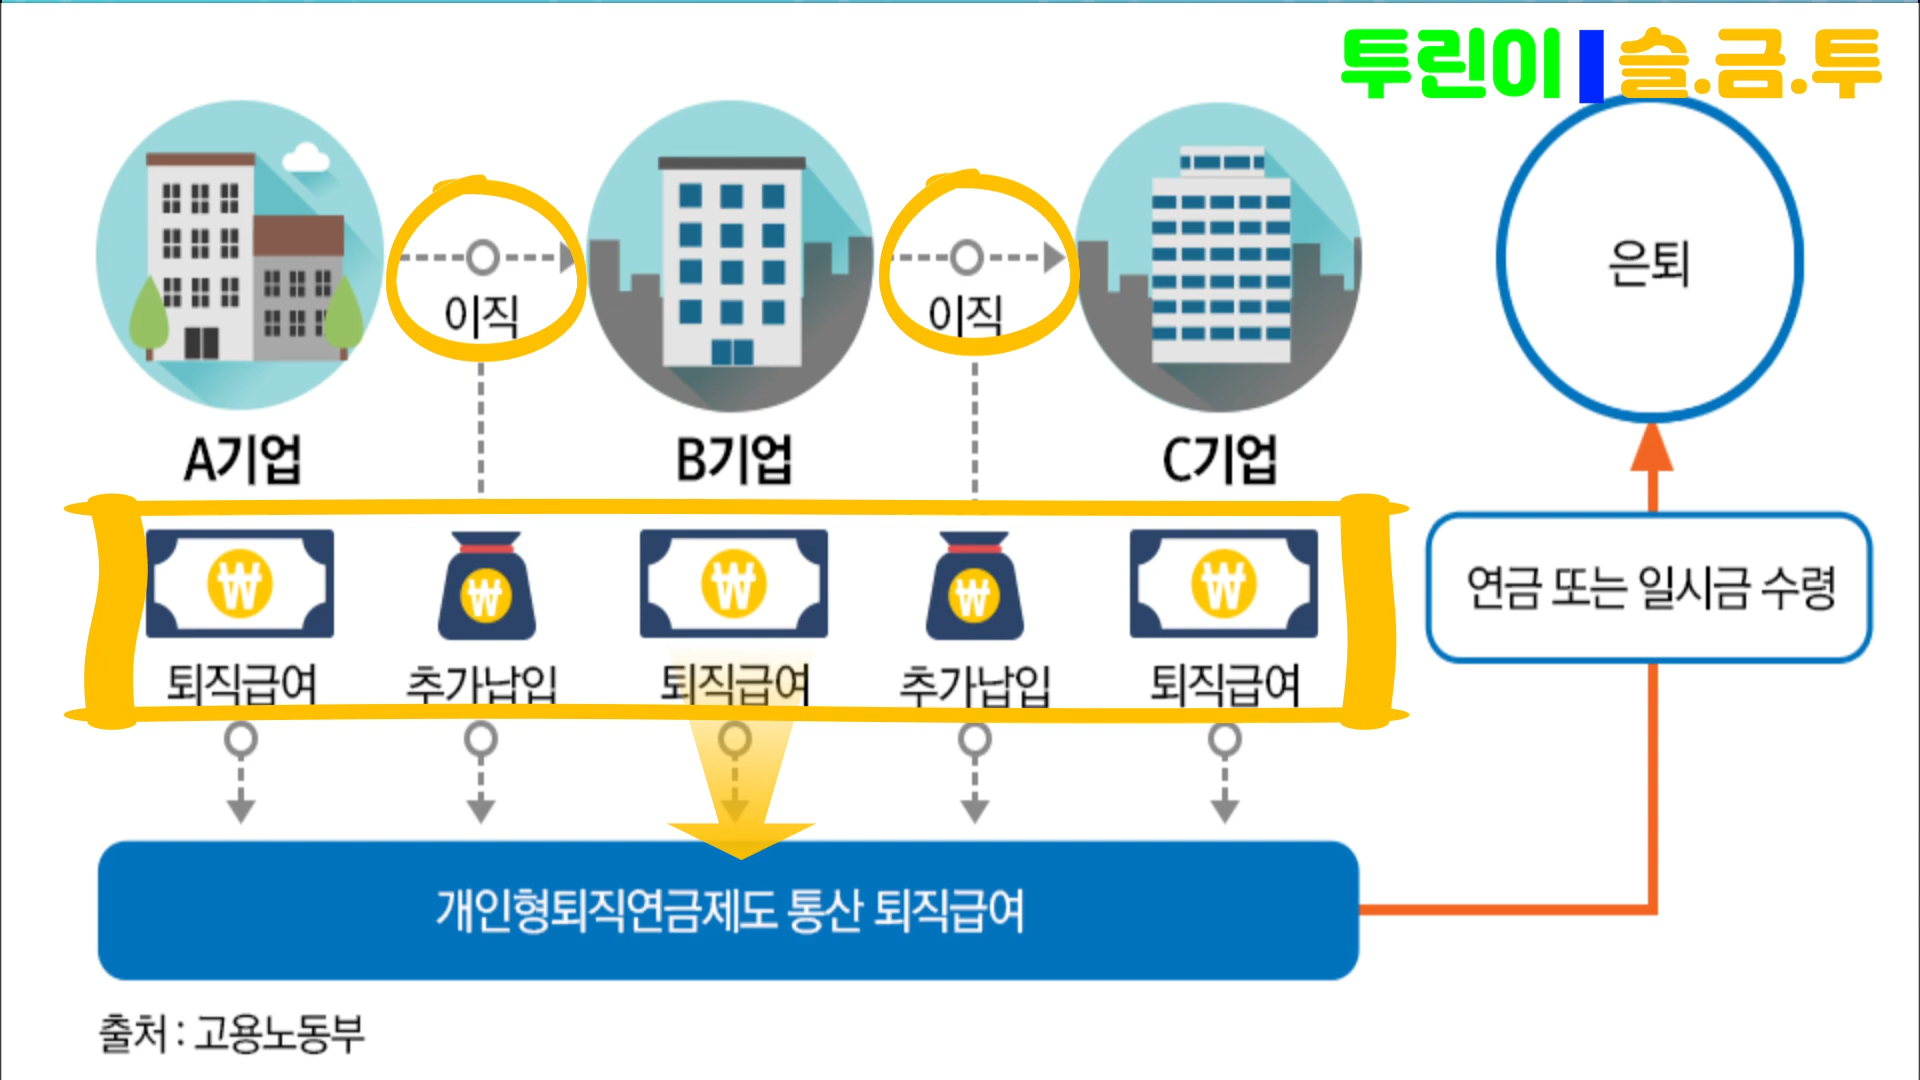 투린이 슬.금.투
이직
이직
은퇴
A기업
B기업
C기업
₩
₩
₩
₩
₩
퇴직급여
추가납입
퇴직급여
추가납입
퇴직급여
연금 또는 일시금 수령
개인형퇴직연금제도 통산 퇴직급여
출처 : 고용노동부